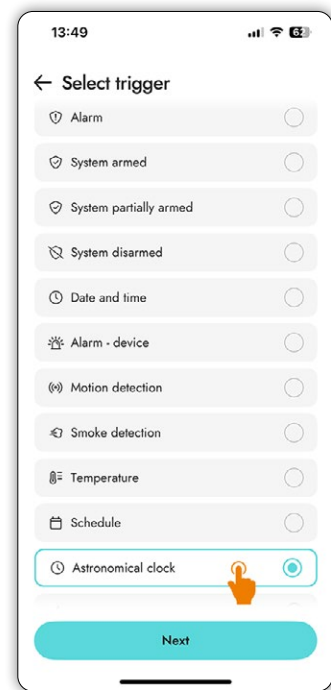 13:49
62
← Select trigger
Alarm
System armed
System partially armed
System disarmed
Date and time
Alarm - device
Motion detection
Smoke detection
Temperature
Schedule
Astronomical clock
Next